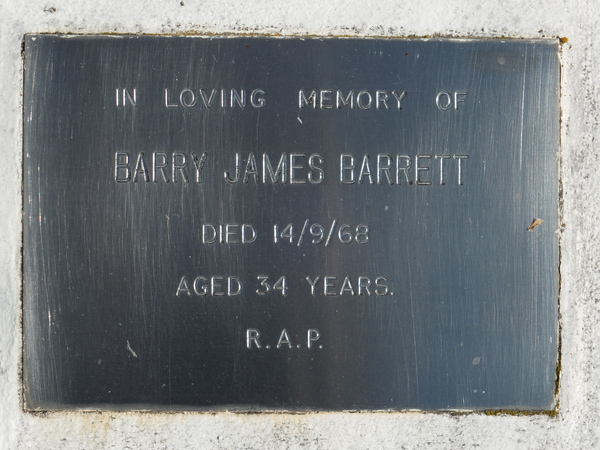 IN LOVING MEMORY OF
BARRY JAMES BARRETT
DIED 14/9/68
AGED 34 YEARS.
R.A.P.